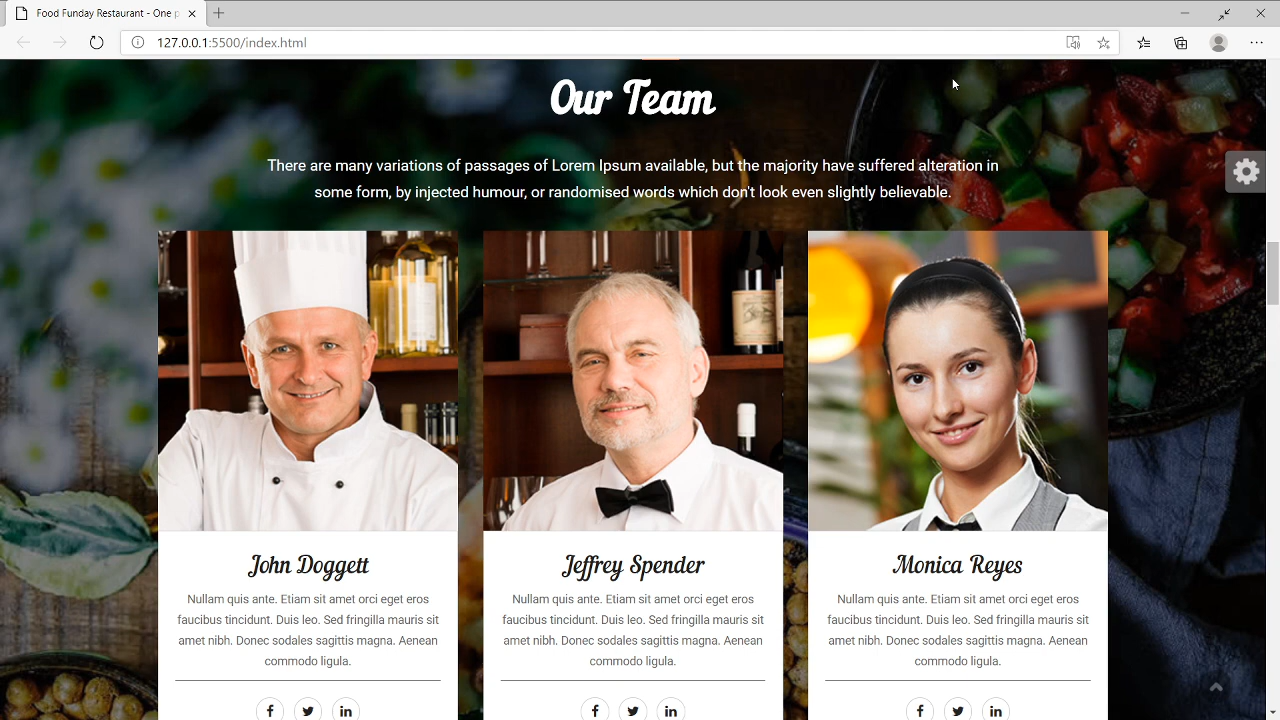 Food Funday Restaurant - One p
127.0.0.1:5500/index.html
Our Team
There are many variations of passages of Lorem Ipsum available, but the majority have suffered alteration in
some form, by injected humour, or randomised words which don't look even slightly believable.
John Doggett
Nullam quis ante. Etiam sit amet orci eget eros
faucibus tincidunt. Duis leo. Sed fringilla mauris sit
amet nibh. Donec sodales sagittis magna. Aenean
commodo ligula.
Jeffrey Spender
Nullam quis ante. Etiam sit amet orci eget eros
faucibus tincidunt. Duis leo. Sed fringilla mauris sit
amet nibh. Donec sodales sagittis magna. Aenean
commodo ligula.
Monica Reyes
Nullam quis ante. Etiam sit amet orci eget eros
faucibus tincidunt. Duis leo. Sed fringilla mauris sit
amet nibh. Donec sodales sagittis magna. Aenean
commodo ligula.